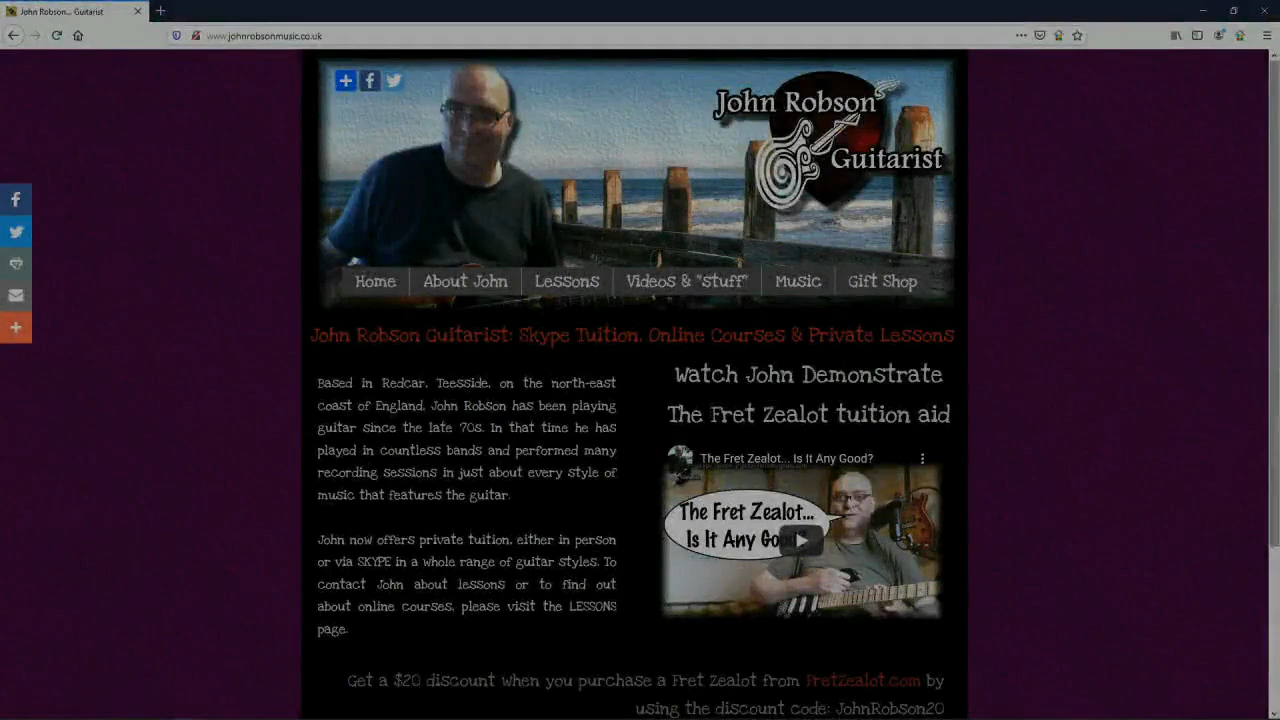 John Robson... Guitarist
www.johnrobsonmusic.co.uk
John Robson
Guitarist
Home
About John
Lessons
Videos & "stuff"
Music
Gift Shop
John Robson Guitarist: Skype Tuition, Online Courses & Private Lessons
Based in Redcar, Teesside, on the north-east
coast of England, John Robson has been playing
guitar since the late 70s. In that time he has
played in countless bands and performed many
recording sessions in just about every style of
music that features the guitar.
John now offers private tuition, either in person
or via SKYPE in a whole range of guitar styles. To
contact John about lessons or to find out
about online courses, please visit the LESSONS
page.
Watch John Demonstrate
The Fret Zealot tuition aid
The Fret Zealot... Is It Any Good?
The Fret Zealot...
Is It Any Good?
Get a $20 discount when you purchase a Fret Zealot from FretZealot.com by
using the discount code: JohnRobson20